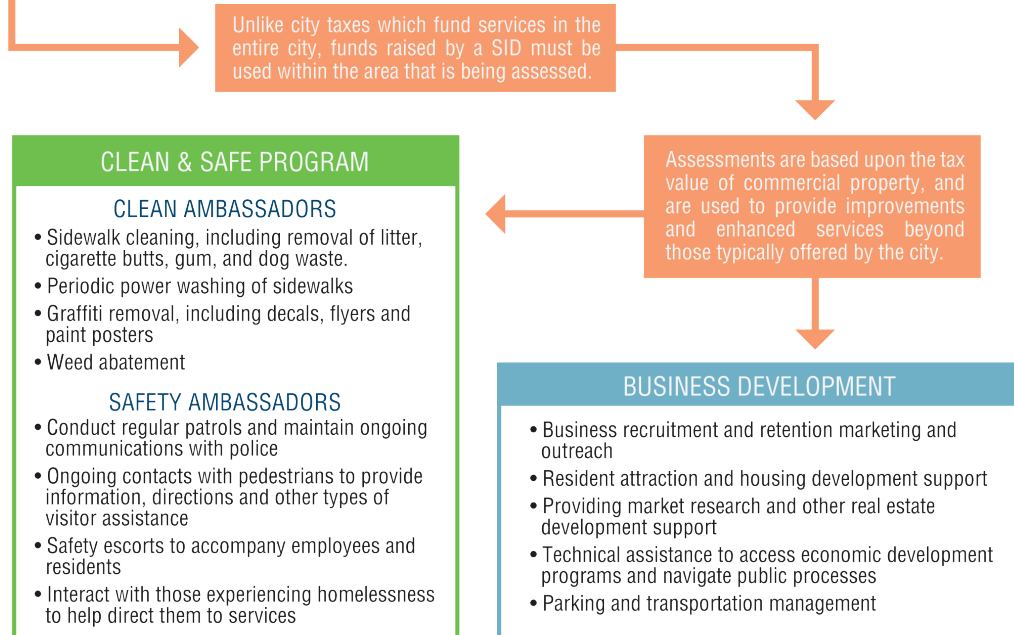 Unlike city taxes which fund services in the
entire city, funds raised by a SID must be
used within the area that is being assessed.
Assessments are based upon the tax
value of commercial property, and
are used to provide improvements
and enhanced services beyond
those typically offered by the city.
CLEAN & SAFE PROGRAM
CLEAN AMBASSADORS
• Sidewalk cleaning, including removal of litter,
cigarette butts, gum, and dog waste.
• Periodic power washing of sidewalks
• Graffiti removal, including decals, flyers and
paint posters
• Weed abatement
SAFETY AMBASSADORS
• Conduct regular patrols and maintain ongoing
communications with police
• Ongoing contacts with pedestrians to provide
information, directions and other types of
visitor assistance
• Safety escorts to accompany employees and
residents
• Interact with those experiencing homelessness
to help direct them to services
BUSINESS DEVELOPMENT
• Business recruitment and retention marketing and
outreach
• Resident attraction and housing development support
• Providing market research and other real estate
development support
• Technical assistance to access economic development
programs and navigate public processes
• Parking and transportation management